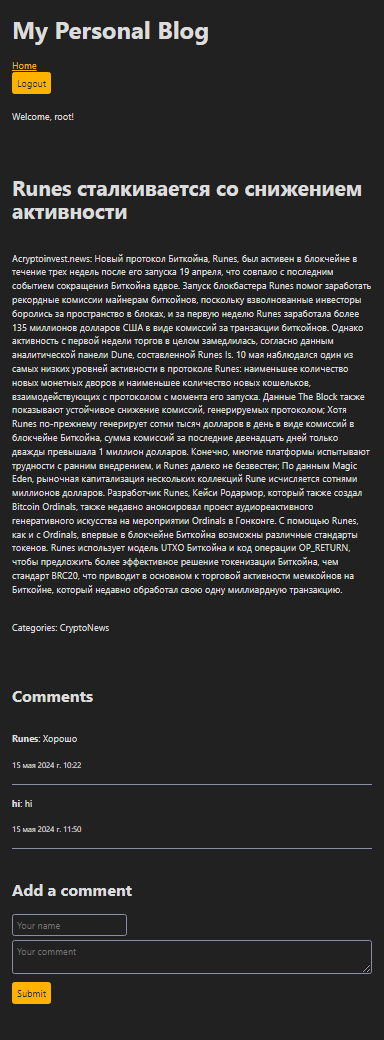 My Personal Blog
Home
Logout
Welcome, root!
Runes сталкивается со снижением
активности
Acryptoinvest.news: Новый протокол Биткойна, Runes, был активен в блокчейне в
течение трех недель после его запуска 19 апреля, что совпало с последним
событием сокращения Биткойна вдвое. Запуск блокбастера Runes помог заработать
рекордные комиссии майнерам биткойнов, поскольку взволнованные инвесторы
боролись за пространство в блоках, и за первую неделю Runes заработала более
135 миллионов долларов США в виде комиссий за транзакции биткойнов. Однако
активность с первой недели торгов в целом замедлилась, согласно данным
аналитической панели Dune, составленной Runes Is. 10 мая наблюдался один из
самых низких уровней активности в протоколе Runes: наименьшее количество
новых монетных дворов и наименьшее количество новых кошельков,
взаимодействующих с протоколом с момента его запуска. Данные The Block также
показывают устойчивое снижение комиссий, генерируемых протоколом; Хотя
Runes по-прежнему генерирует сотни тысяч долларов в день в виде комиссий в
блокчейне Биткойна, сумма комиссий за последние двенадцать дней только
дважды превышала 1 миллион долларов. Конечно, многие платформы испытывают
трудности с ранним внедрением, и Runes далеко не безвестен; По данным Magic
Eden, рыночная капитализация нескольких коллекций Rune исчисляется сотнями
миллионов долларов. Разработчик Runes, Кейси Родармор, который также создал
Bitcoin Ordinals, также недавно анонсировал проект аудиореактивного
генеративного искусства на мероприятии Ordinals в Гонконге. С помощью Runes,
как и с Ordinals, впервые в блокчейне Биткойна возможны различные стандарты
токенов. Runes использует модель UTXO Биткойна и код операции OP_RETURN,
чтобы предложить более эффективное решение токенизации Биткойна, чем
стандарт BRC20, что приводит в основном к торговой активности мемкойнов на
Биткойне, который недавно обработал свою одну миллиардную транзакцию.
Categories: CryptoNews
Comments
Runes: Хорошо
15 мая 2024 г. 10:22
hi: hi
15 мая 2024 г. 11:50
Add a comment
Your name
Your comment
Submit